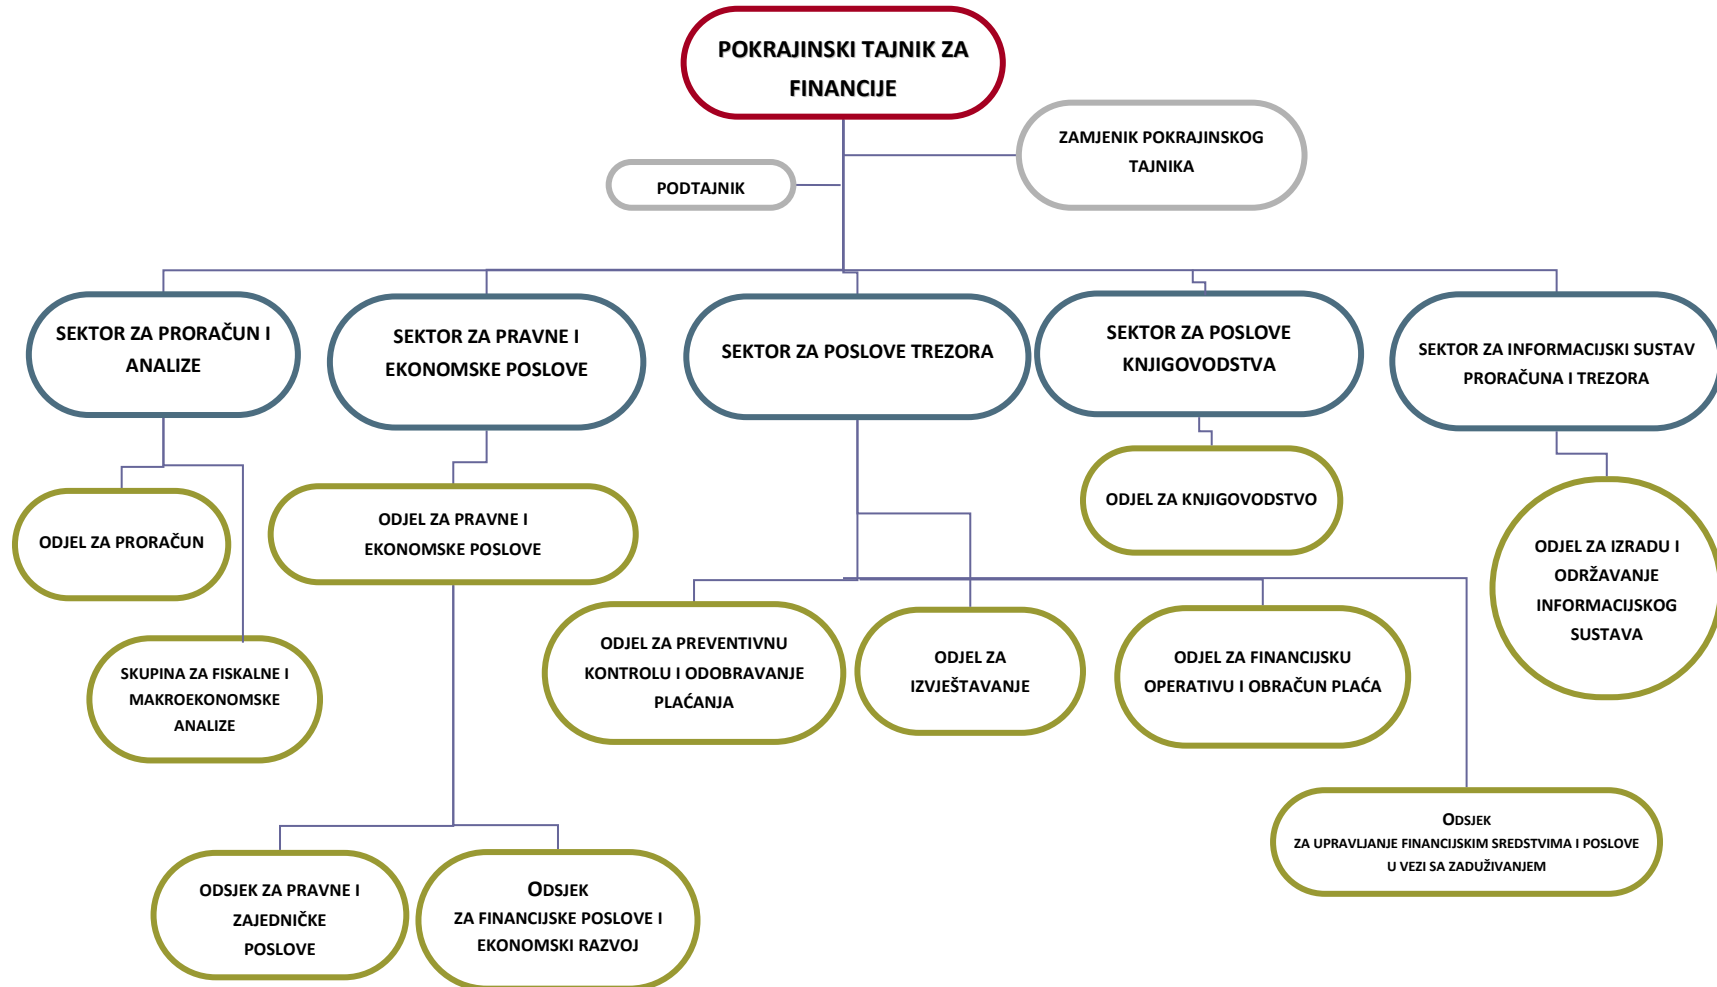 POKRAJINSKI TAJNIK ZA
FINANCIJE
ZAMJENIK POKRAJINSKOG
TAJNIKA
PODTAJNIK
SEKTOR ZA PRORAČUN I
ANALIZE
SEKTOR ZA PRAVNE I
EKONOMSKE POSLOVE
SEKTOR ZA POSLOVE TREZORA
SEKTOR ZA POSLOVE
KNJIGOVODSTVA
SEKTOR ZA INFORMACIJSKI SUSTAV
PRORAČUNA I TREZORA
ODJEL ZA PRORAČUN
SKUPINA ZA FISKALNE I
MAKROEKONOMSKE
ANALIZE
ODJEL ZA PRAVNE I
EKONOMSKE POSLOVE
ODJEL ZA KNJIGOVODSTVO
ODJEL ZA IZRADU I
ODRŽAVANJE
INFORMACIJSKOG
SUSTAVA
ODJEL ZA PREVENTIVNU
KONTROLU I ODOBRAVANJE
PLAĆANJA
ODJEL ZA
IZVJEŠTAVANJE
ODJEL ZA FINANCIJSKU
OPERATIVU I OBRAČUN PLAĆA
ODSJEK
ZA UPRAVLJANJE FINANCIJSKIM SREDSTVIMA I POSLOVE
U VEZI SA ZADUŽIVANJEM
ODSJEK ZA PRAVNE I
ZAJEDNIČKE
POSLOVE
ODSJEK
ZA FINANCIJSKE POSLOVE I
EKONOMSKI RAZVOJ